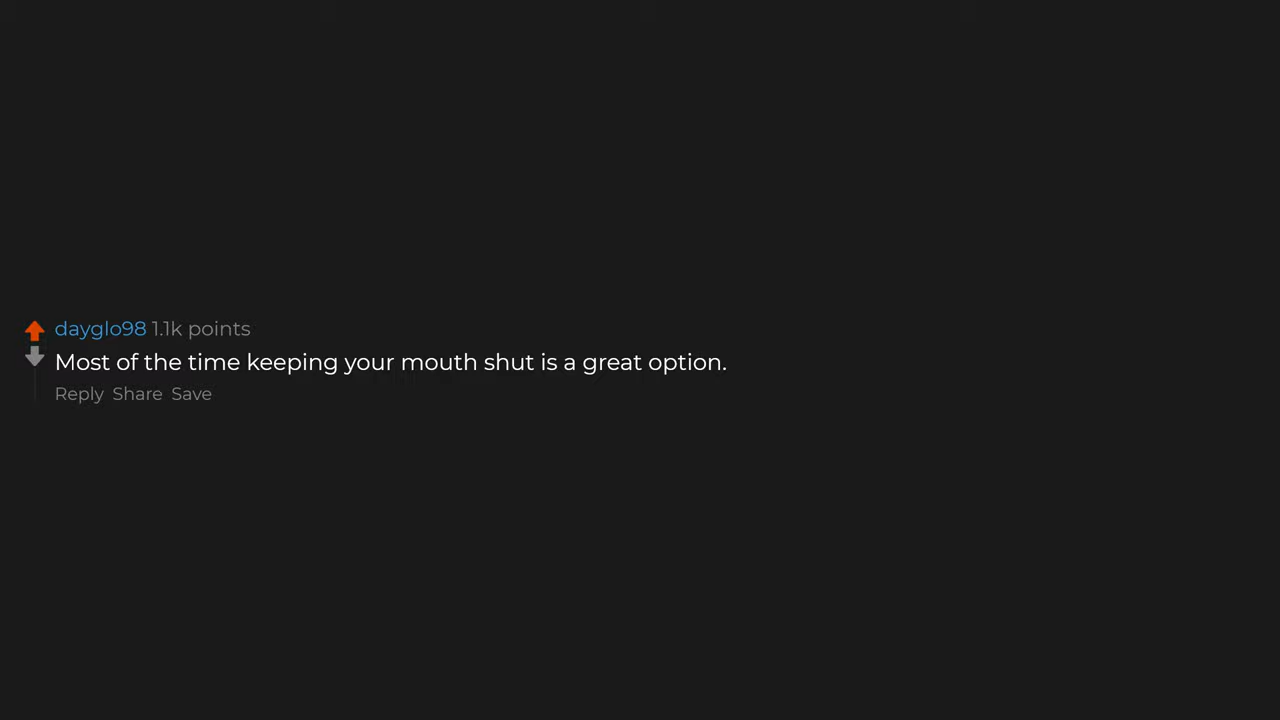 dayglo98 1.1k points
Most of the time keeping your mouth shut is a great option.
Reply Share Save